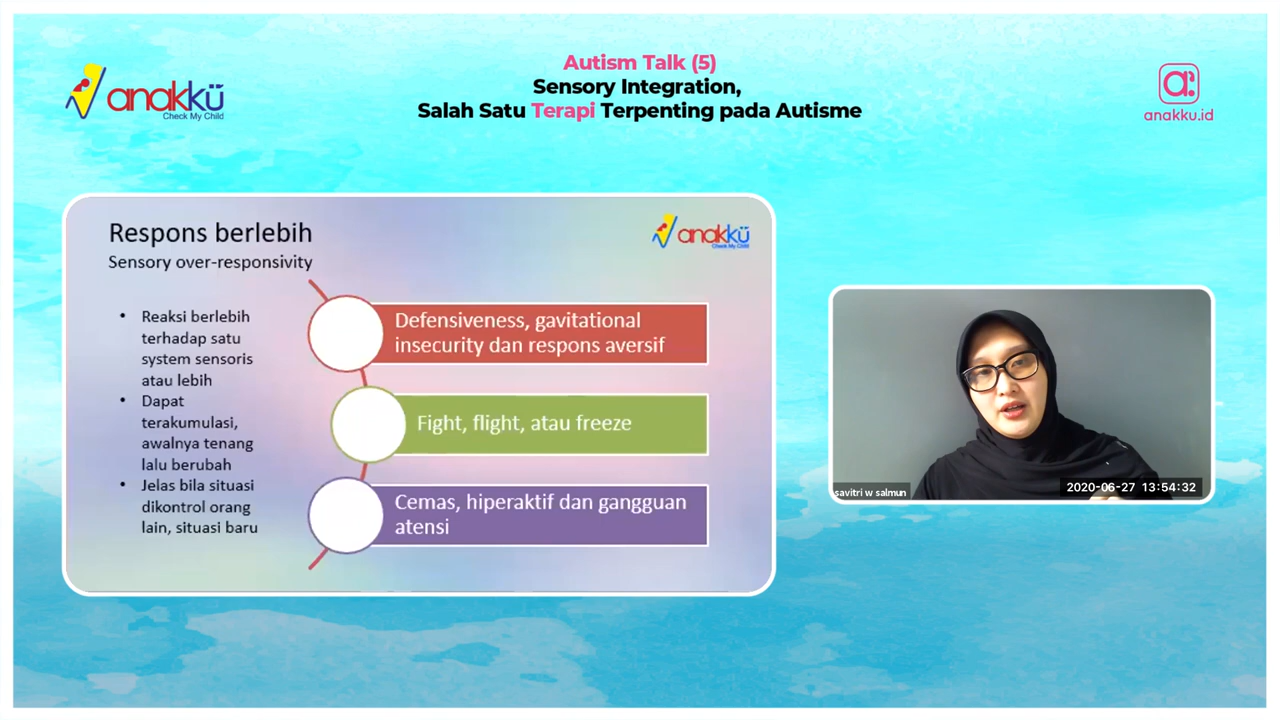 Autism Talk (5)
Sensory Integration,
Salah Satu Terapi Terpenting pada Autisme
anakkü
Check My Child
a:
anakku.id
Respons berlebih
Sensory over-responsivity
anakkü
Check My Child
• Reaksi berlebih
terhadap satu
system sensoris
atau lebih
• Dapat
terakumulasi,
awalnya tenang
lalu berubah
• Jelas bila situasi
dikontrol orang
lain, situasi baru
Defensiveness, gavitational
insecurity dan respons aversif
Fight, flight, atau freeze
Cemas, hiperaktif dan gangguan
atensi
savitri w salmun
2020-06-27 13:54:32